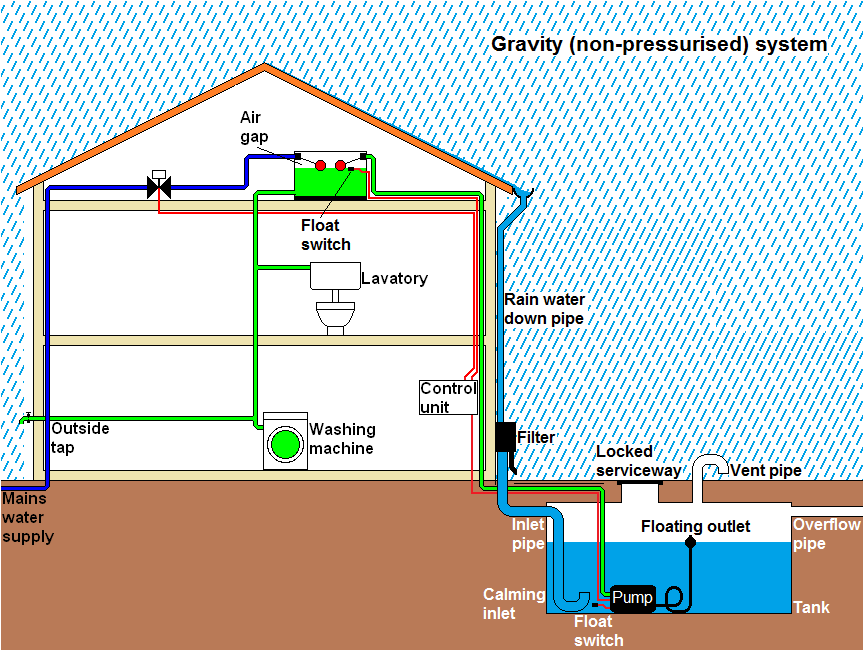 Gravity (non-pressurised) system
Air
gap
Float
switch
Lavatory
Rain water
down pipe
Control
unit
Outside
tap
Washing
machine
Filter
Locked
serviceway
Vent pipe
Mains
water
supply
Inlet
pipe
Floating outlet
Overflow
pipe
Calming
inlet
Pump
Tank
Float
switch